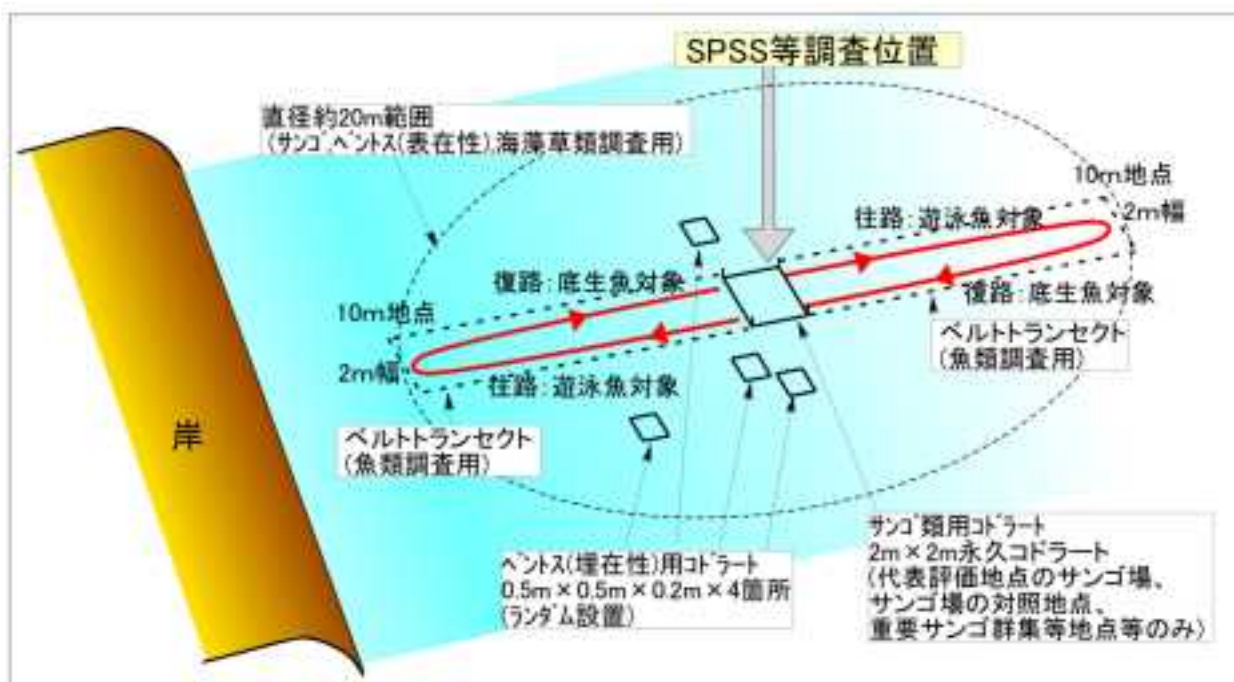 SPSS等調査位置
直径約20m範囲
(サンゴ、ベントス(表在性)、海藻草類調査用)
10m地点
2m幅
往路：遊泳魚対象
復路：底生魚対象
復路：底生魚対象
10m地点
ベルトトランセクト
(魚類調査用)
2m幅
往路：遊泳魚対象
岸
ベルトトランセクト
(魚類調査用)
ベントス(埋在性)用コドラート
0.5m×0.5m×0.2m×4箇所
(ランダム設置)
サンゴ類用コドラート
2m×2m永久コドラート
(代表評価地点のサンゴ場、
サンゴ場の対照地点、
重要サンゴ群集等地点等のみ)